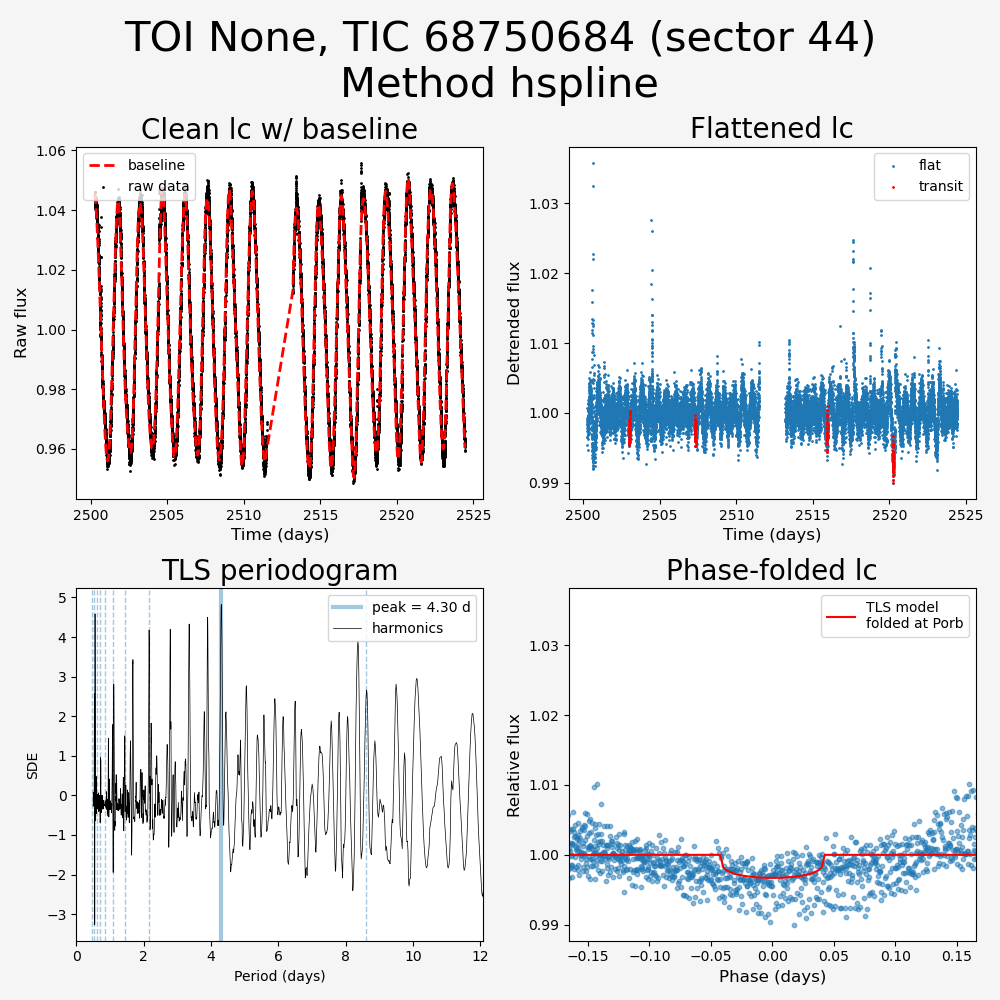 TOI None, TIC 68750684 (sector 44)
Method hspline
Clean lc w/ baseline
baseline
raw data
1.06
1.04
1.02
1.00
0.98
0.96
Raw flux
2500
2505
2510
2515
2520
2525
Time (days)
Flattened lc
flat
transit
1.03
1.02
1.01
1.00
0.99
Detrended flux
2500
2505
2510
2515
2520
2525
Time (days)
TLS periodogram
peak = 4.30 d
harmonics
5
4
3
2
1
0
−1
−2
−3
SDE
0
2
4
6
8
10
12
Period (days)
Phase-folded lc
TLS model
folded at Porb
1.03
1.02
1.01
1.00
0.99
Relative flux
−0.15
−0.10
−0.05
0.00
0.05
0.10
0.15
Phase (days)